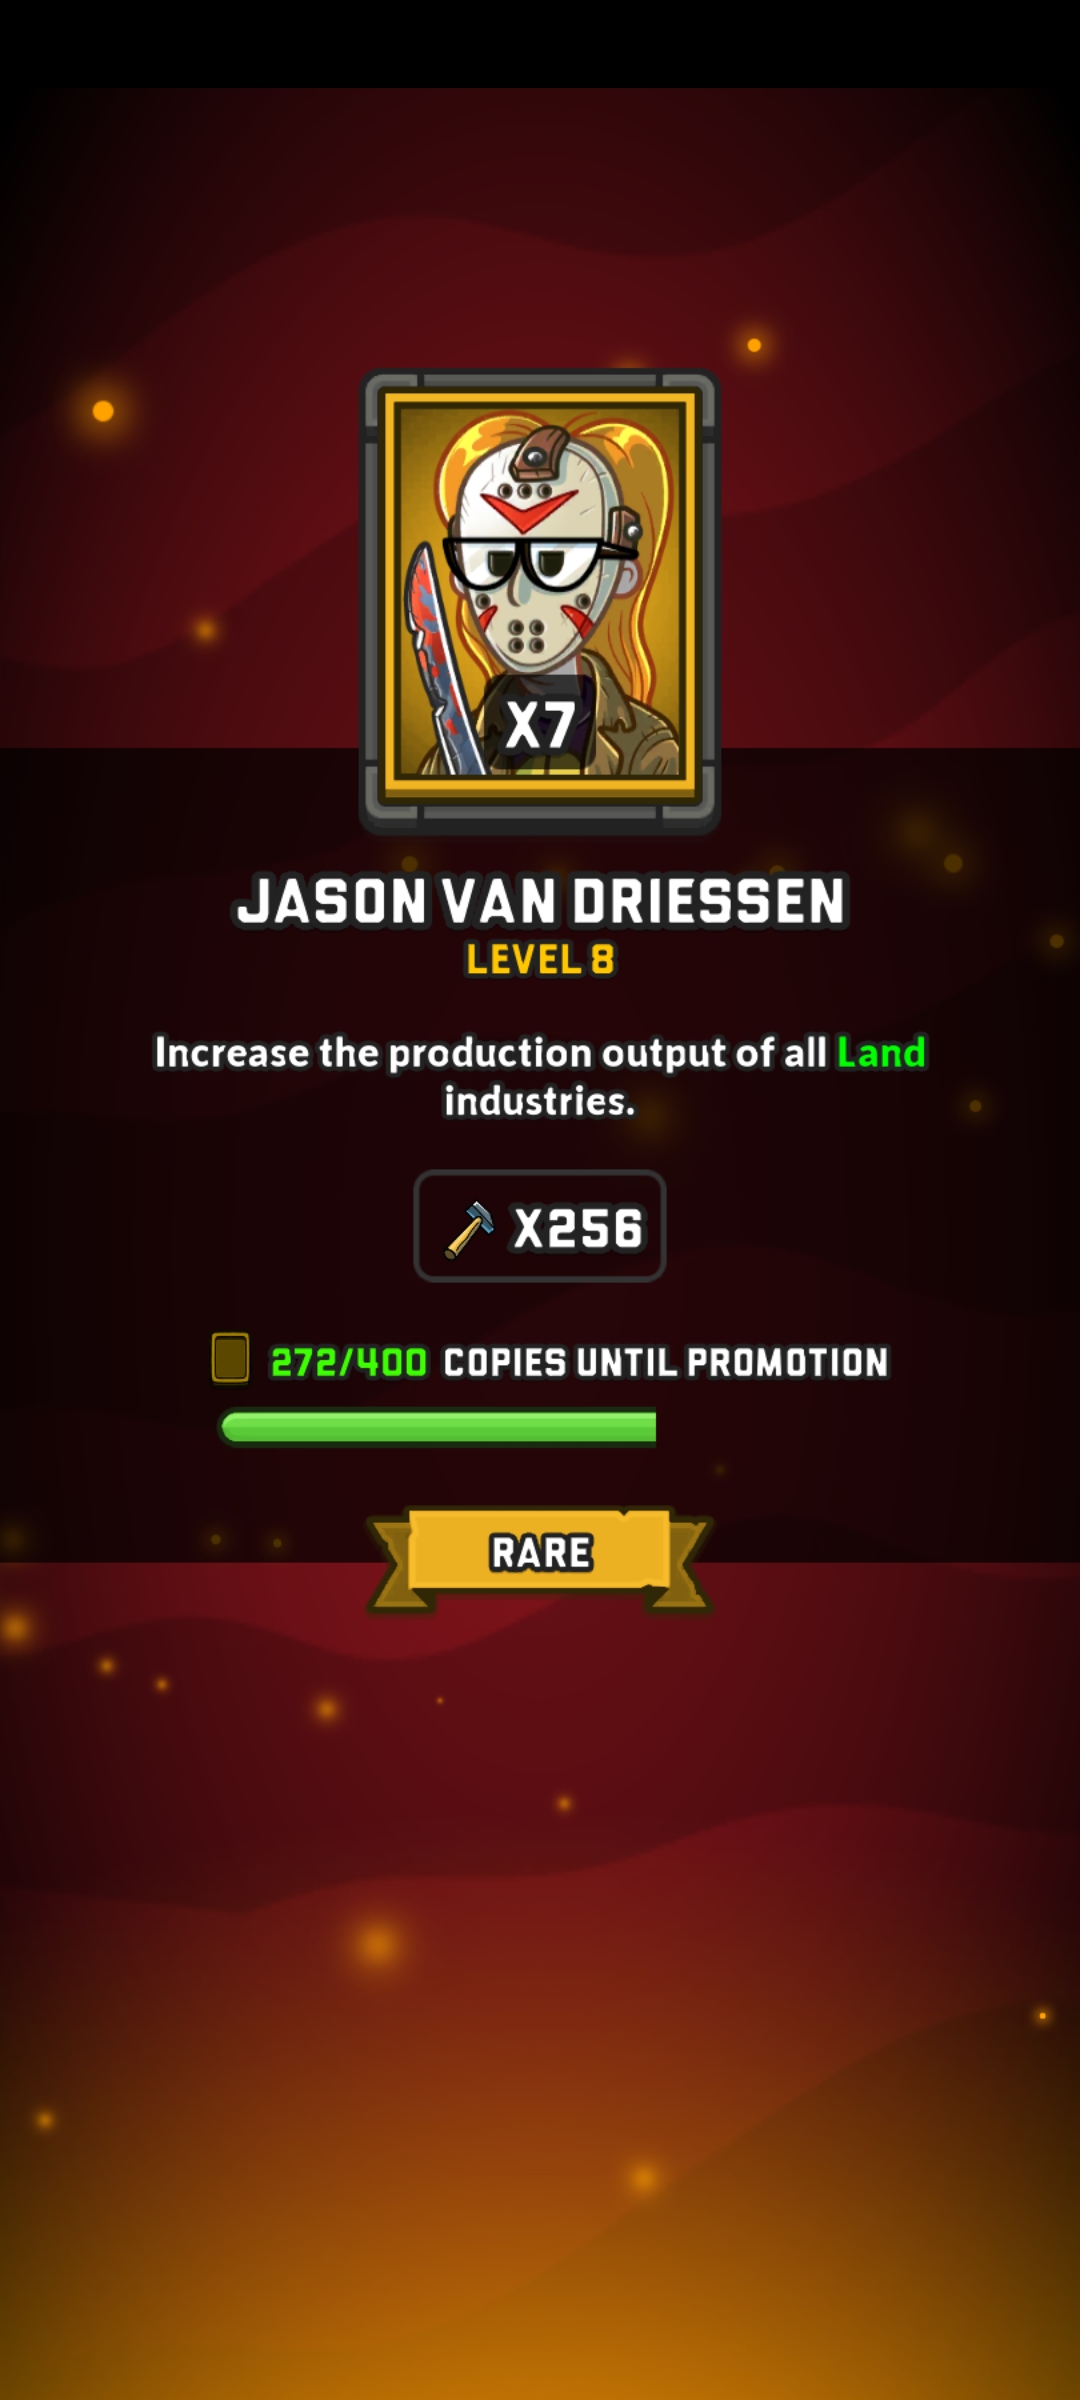 X7
JASON VAN DRIESSEN
LEVEL 8
Increase the production output of all Land
industries.
X256
272/400 COPIES UNTIL PROMOTION
RARE